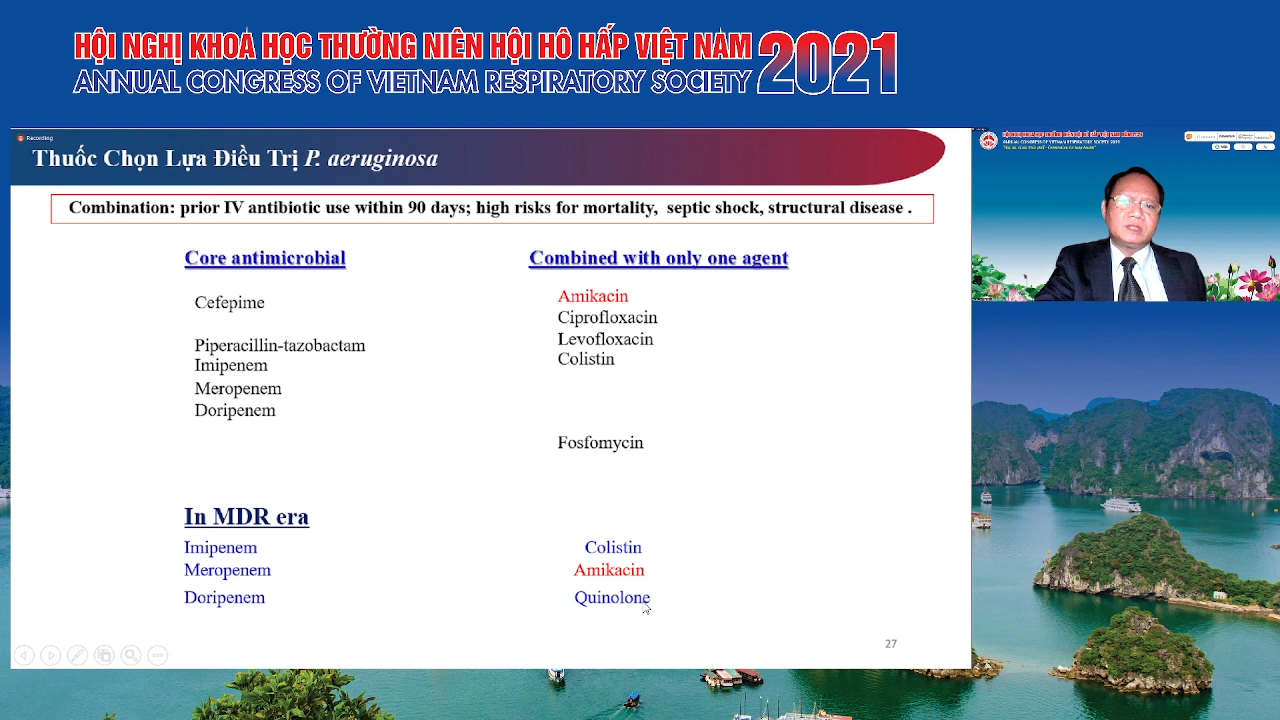 HỘI NGHỊ KHOA HỌC THƯỜNG NIÊN HỘI HÔ HẤP VIỆT NAM 2021
ANNUAL CONGRESS OF VIETNAM RESPIRATORY SOCIETY
Recording
Thuốc Chọn Lựa Điều Trị P. aeruginosa
Combination: prior IV antibiotic use within 90 days; high risks for mortality, septic shock, structural disease .
Core antimicrobial
Combined with only one agent
Cefepime
Piperacillin-tazobactam
Imipenem
Meropenem
Doripenem
Amikacin
Ciprofloxacin
Levofloxacin
Colistin
Fosfomycin
In MDR era
Imipenem
Colistin
Meropenem
Amikacin
Doripenem
Quinolone
27